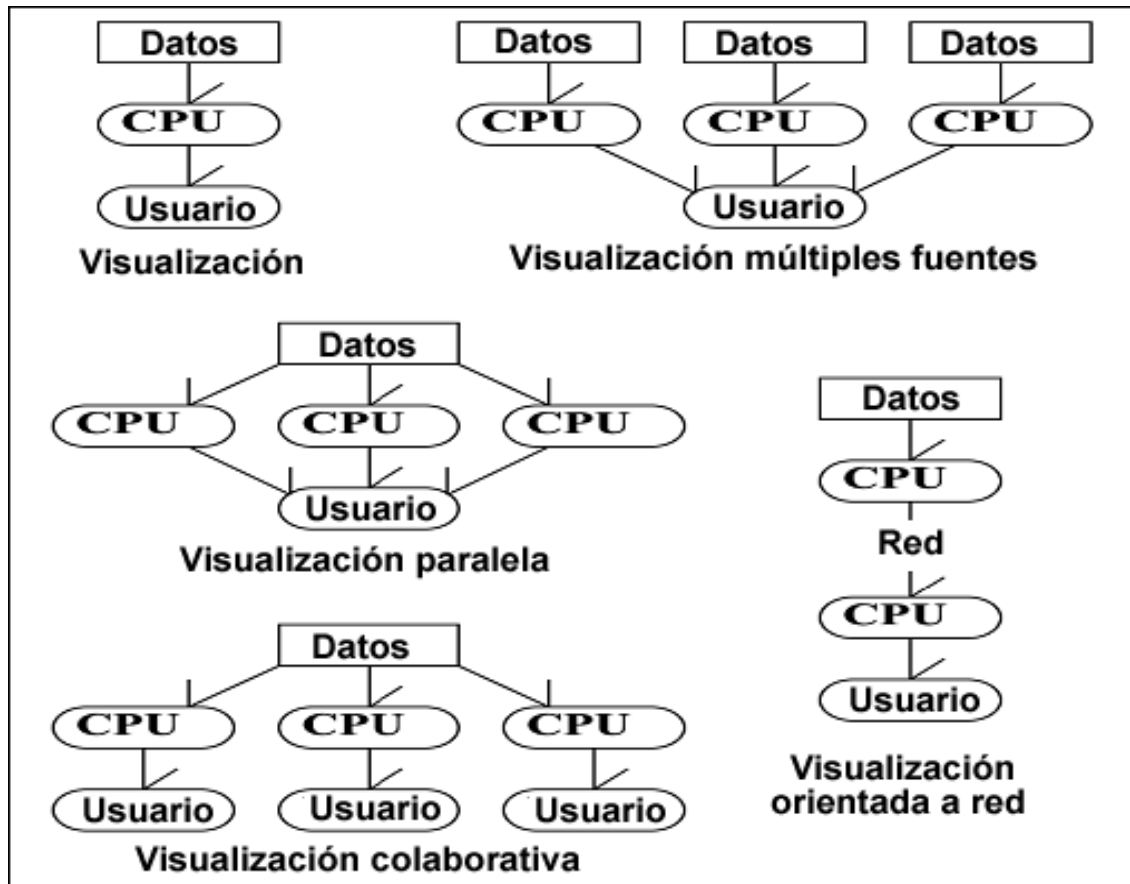 Datos
CPU
Usuario
Visualización
Datos Datos Datos
CPU CPU CPU
Usuario
Visualización múltiples fuentes
Datos
CPU CPU CPU
Usuario
Visualización paralela
Datos
CPU
Red
CPU
Usuario
Visualización
orientada a red
Datos
CPU CPU CPU
Usuario Usuario Usuario
Visualización colaborativa